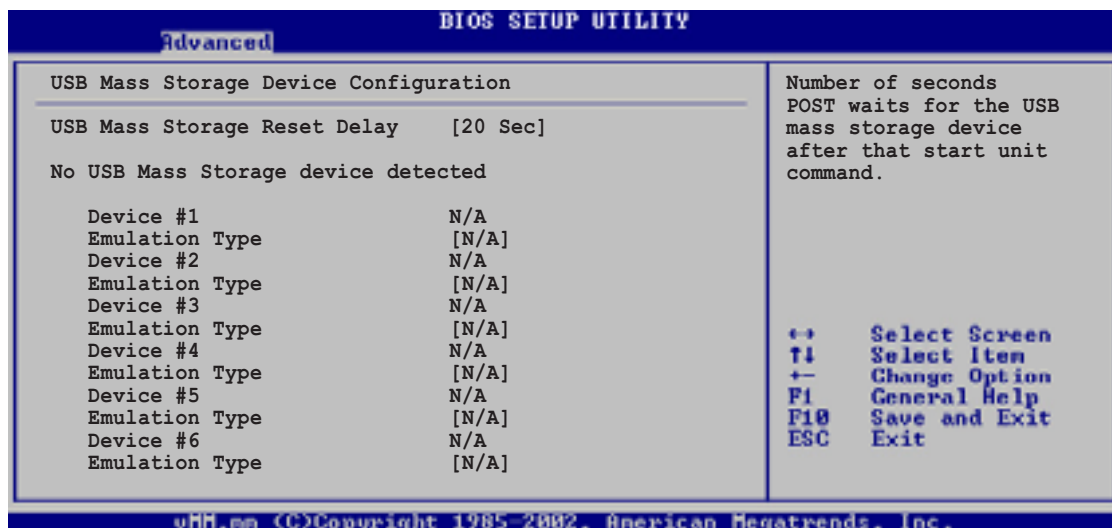 BIOS SETUP UTILITY
Advanced
USB Mass Storage Device Configuration
USB Mass Storage Reset Delay [20 Sec]
No USB Mass Storage device detected
Device #1 N/A
Emulation Type [N/A]
Device #2 N/A
Emulation Type [N/A]
Device #3 N/A
Emulation Type [N/A]
Device #4 N/A
Emulation Type [N/A]
Device #5 N/A
Emulation Type [N/A]
Device #6 N/A
Emulation Type [N/A]
Number of seconds
POST waits for the USB
mass storage device
after that start unit
command.
←→ Select Screen
↑↓ Select Item
+- Change Option
F1 General Help
F10 Save and Exit
ESC Exit
vMM.mm (C)Copyright 1985-2002, American Megatrends, Inc.